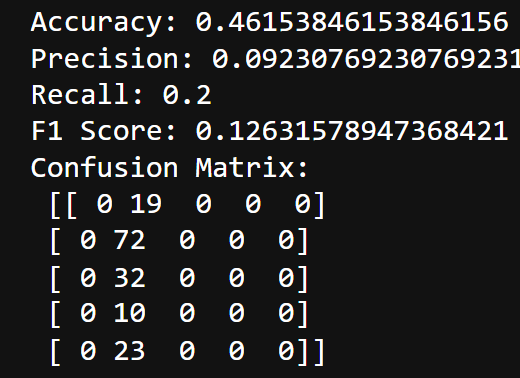 Accuracy: 0.46153846153846156
Precision: 0.09230769230769231
Recall: 0.2
F1 Score: 0.12631578947368421
Confusion Matrix:
[[ 0 19  0  0  0]
[ 0 72  0  0  0]
[ 0 32  0  0  0]
[ 0 10  0  0  0]
[ 0 23  0  0  0]]